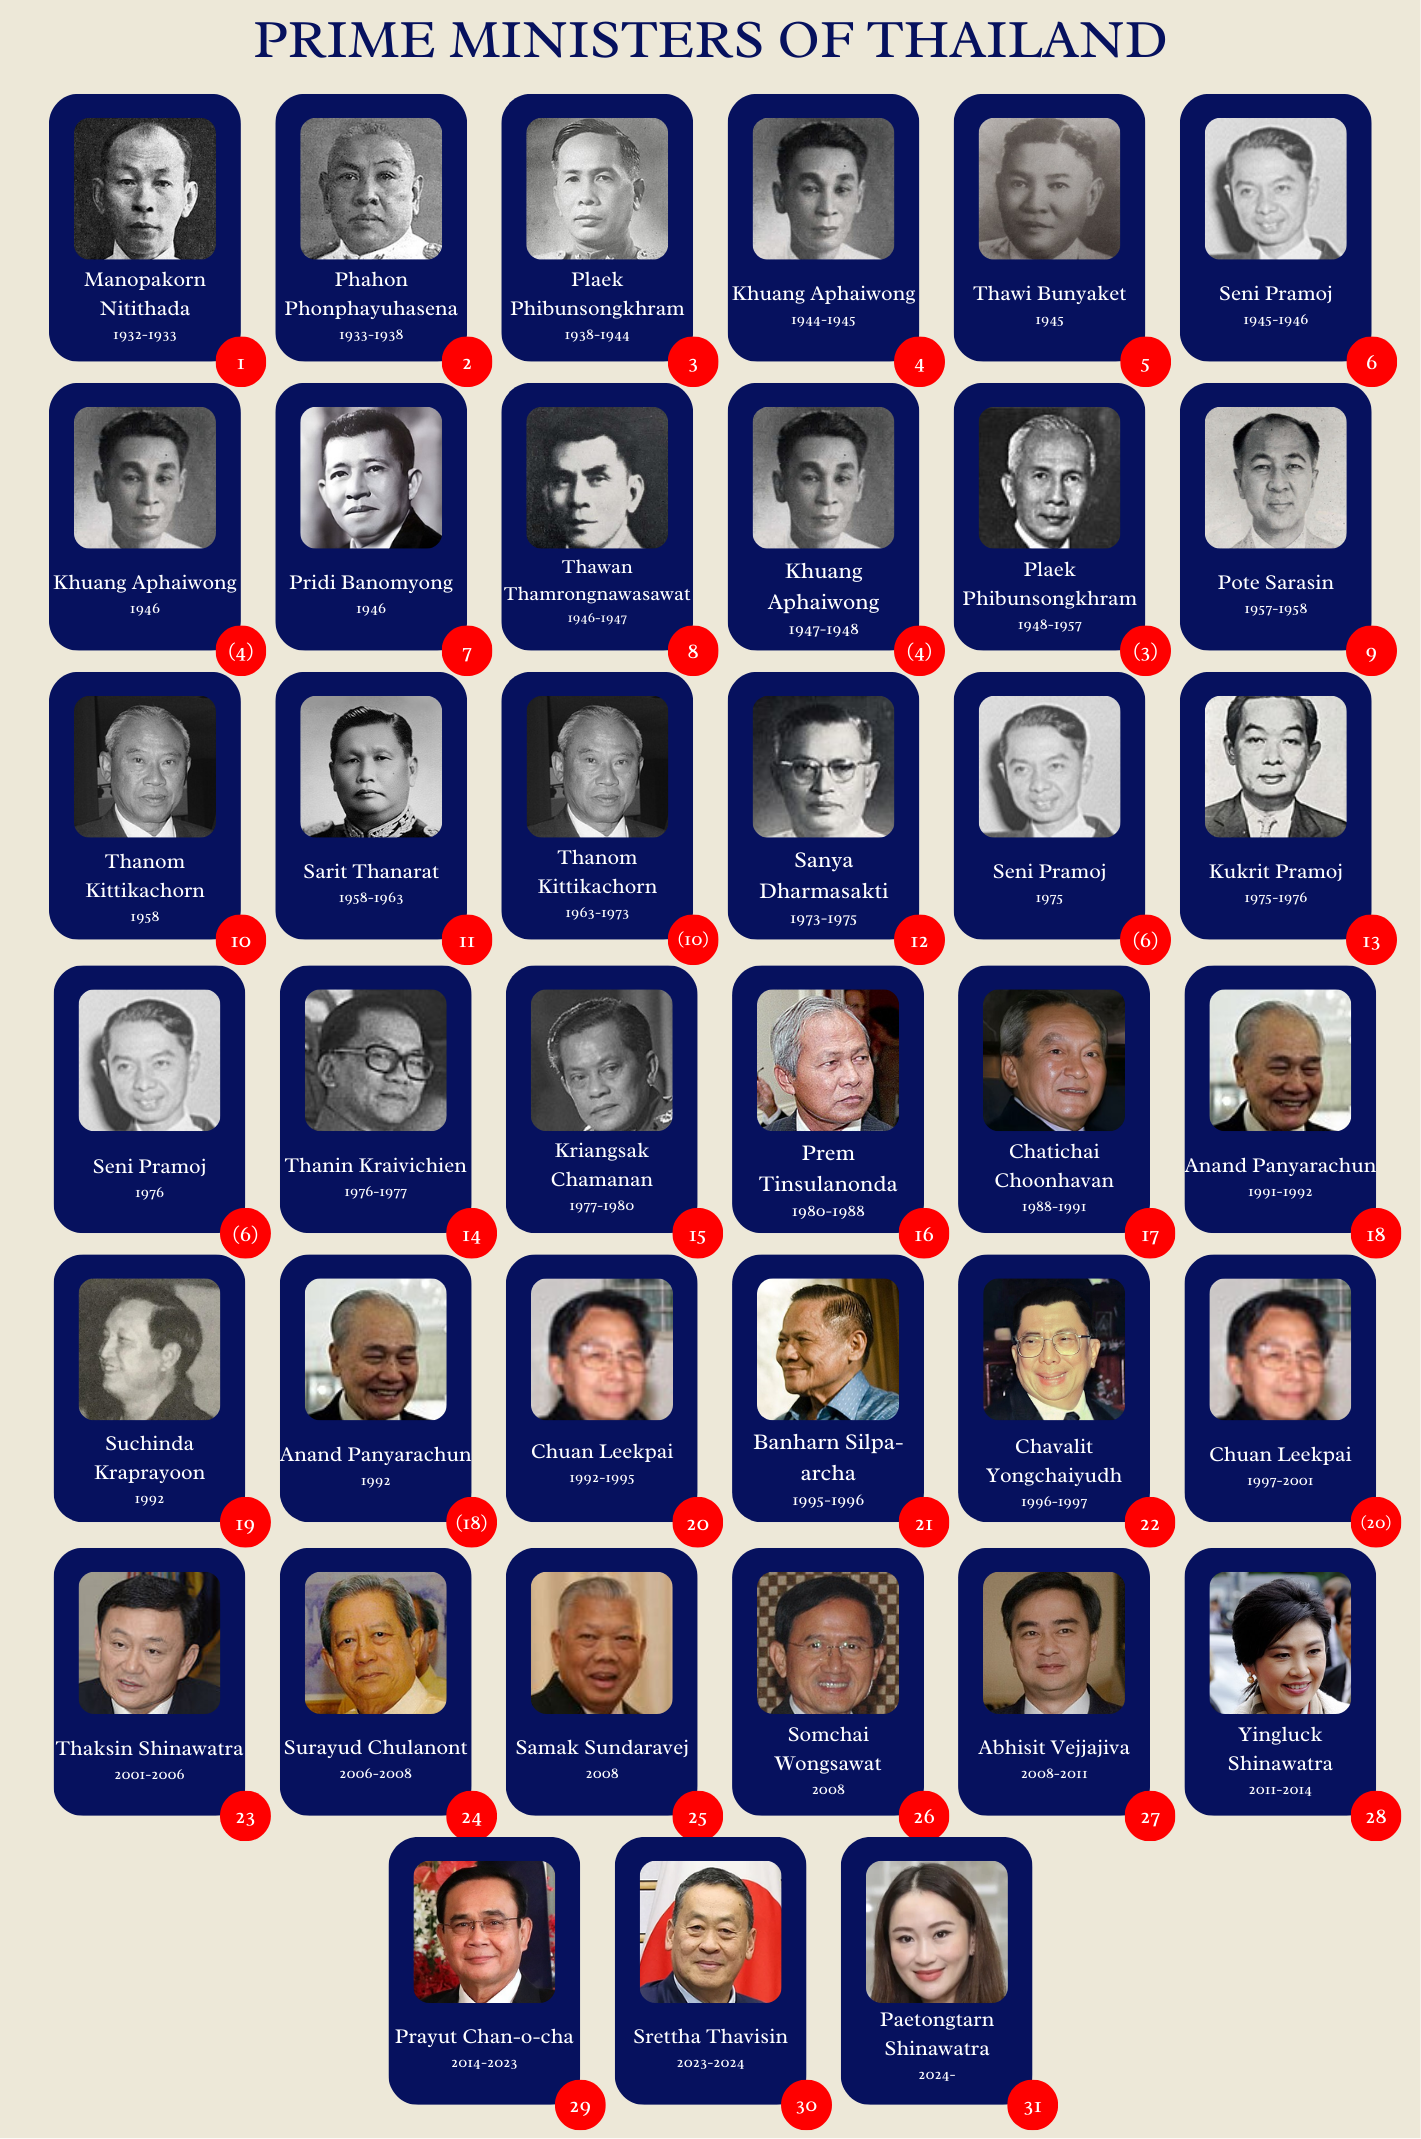 PRIME MINISTERS OF THAILAND
Manopakorn
Nitithada
1932-1933
1
Phahon
Phonphayuhasena
1933-1938
2
Plaek
Phibunsongkhram
1938-1944
3
Khuang Aphaiwong
1944-1945
4
Thawi Bunyaket
1945
5
Seni Pramoj
1945-1946
6
Khuang Aphaiwong
1946
(4)
Pridi Banomyong
1946
7
Thawan
Thamrongnawasawat
1946-1947
8
Khuang
Aphaiwong
1947-1948
(4)
Plaek
Phibunsongkhram
1948-1957
(3)
Pote Sarasin
1957-1958
9
Thanom
Kittikachorn
1958
10
Sarit Thanarat
1958-1963
11
Thanom
Kittikachorn
1963-1973
(10)
Sanya
Dharmasakti
1973-1975
12
Seni Pramoj
1975
(6)
Kukrit Pramoj
1975-1976
13
Seni Pramoj
1976
(6)
Thanin Kraivichien
1976-1977
14
Kriangsak
Chamanan
1977-1980
15
Prem
Tinsulanonda
1980-1988
16
Chatichai
Choonhavan
1988-1991
17
Anand Panyarachun
1991-1992
18
Suchinda
Kraprayoon
1992
19
Anand Panyarachun
1992
(18)
Chuan Leekpai
1992-1995
20
Banharn Silpa-
archa
1995-1996
21
Chavalit
Yongchaiyudh
1996-1997
22
Chuan Leekpai
1997-2001
(20)
Thaksin Shinawatra
2001-2006
23
Surayud Chulanont
2006-2008
24
Samak Sundaravej
2008
25
Somchai
Wongsawat
2008
26
Abhisit Vejjajiva
2008-2011
27
Yingluck
Shinawatra
2011-2014
28
Prayut Chan-o-cha
2014-2023
29
Srettha Thavisin
2023-2024
30
Paetongtarn
Shinawatra
2024-
31